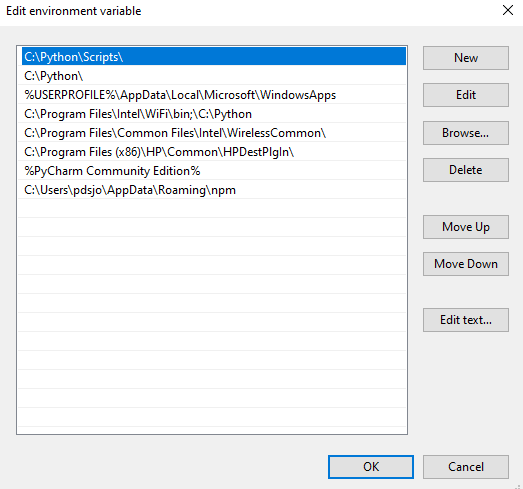 Edit environment variable
C:\Python\Scripts\
C:\Python\
%USERPROFILE%\AppData\Local\Microsoft\WindowsApps
C:\Program Files\Intel\WiFi\bin;\C:\Python
C:\Program Files\Common Files\Intel\WirelessCommon\
C:\Program Files (x86)\HP\Common\HPDestPlgIn\
%PyCharm Community Edition%
C:\Users\pdsjo\AppData\Roaming\npm
New
Edit
Browse...
Delete
Move Up
Move Down
Edit text...
OK
Cancel